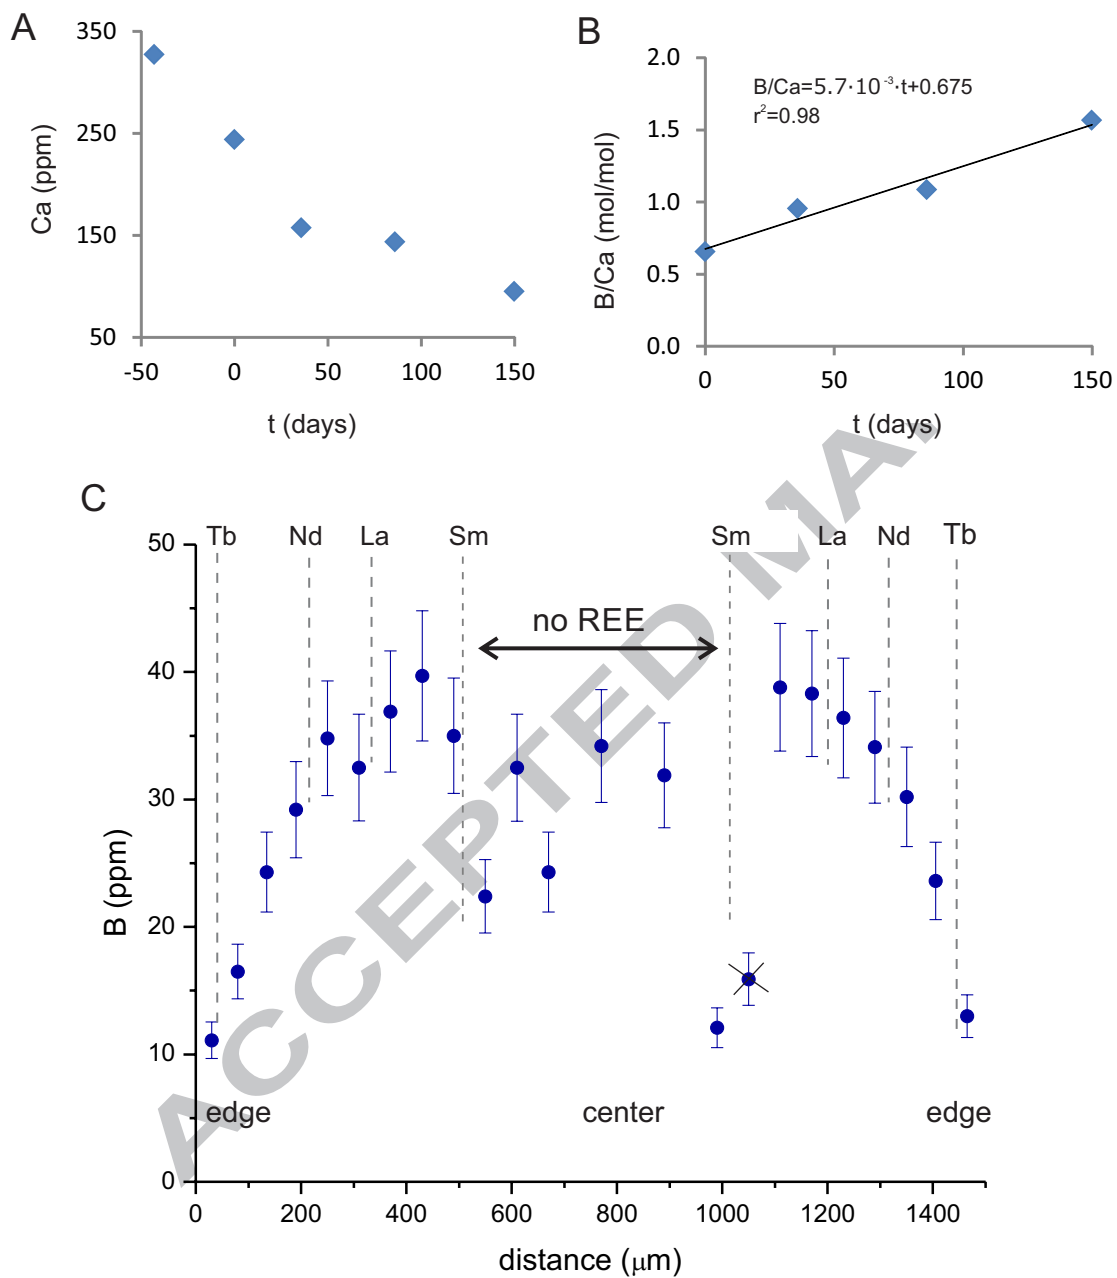 A
350
250
150
50
-50
0
50
100
150
Ca (ppm)
t (days)
B
2.0
1.5
1.0
0.5
0.0
0
50
100
150
B/Ca=5.7·10⁻³·t+0.675
r²=0.98
B/Ca (mol/mol)
t (days)
C
Tb
Nd
La
Sm
Sm
La
Nd
Tb
50
40
30
20
10
0
no REE
B (ppm)
edge
center
edge
0
200
400
600
800
1000
1200
1400
distance (μm)
ACCEPTED MA